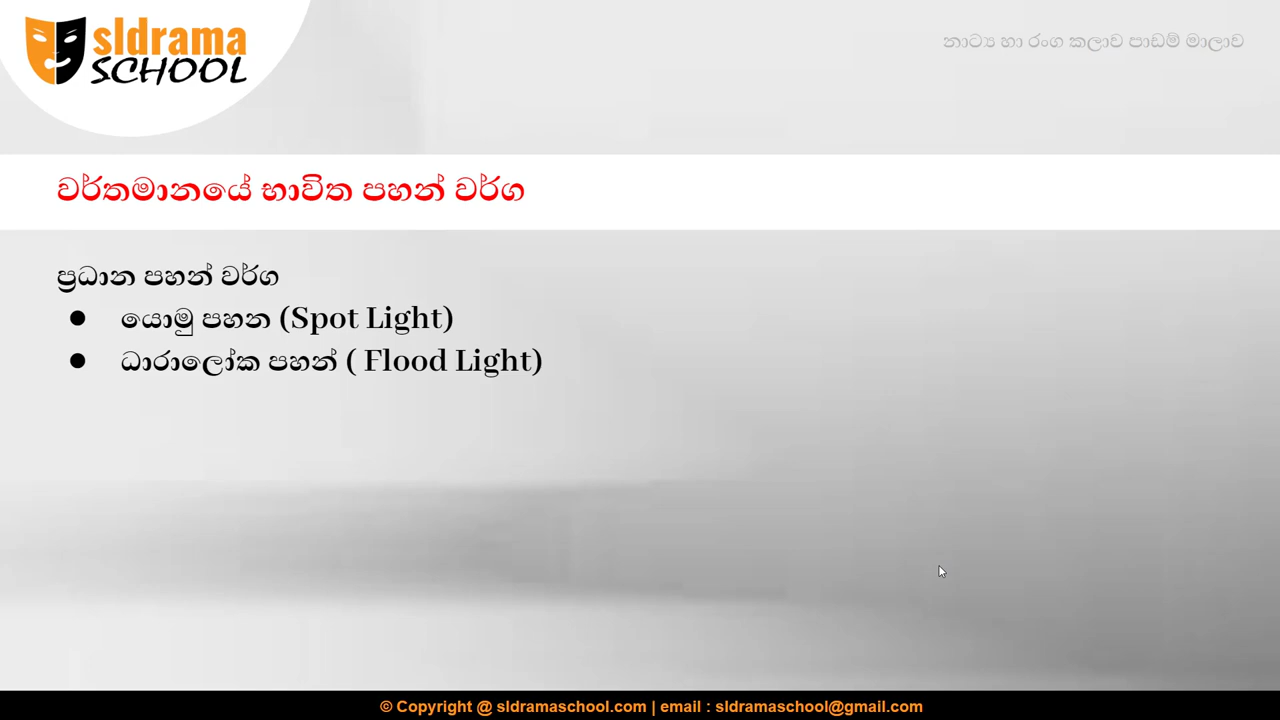 sldrama
SCHOOL
නාට්‍ය හා රංග කලාව පාඩම් මාලාව
වර්තමානයේ භාවිත පහන් වර්ග
ප්‍රධාන පහන් වර්ග
● යොමු පහන (Spot Light)
● ධාරාලෝක පහන් ( Flood Light)
© Copyright @ sldramaschool.com | email : sldramaschool@gmail.com